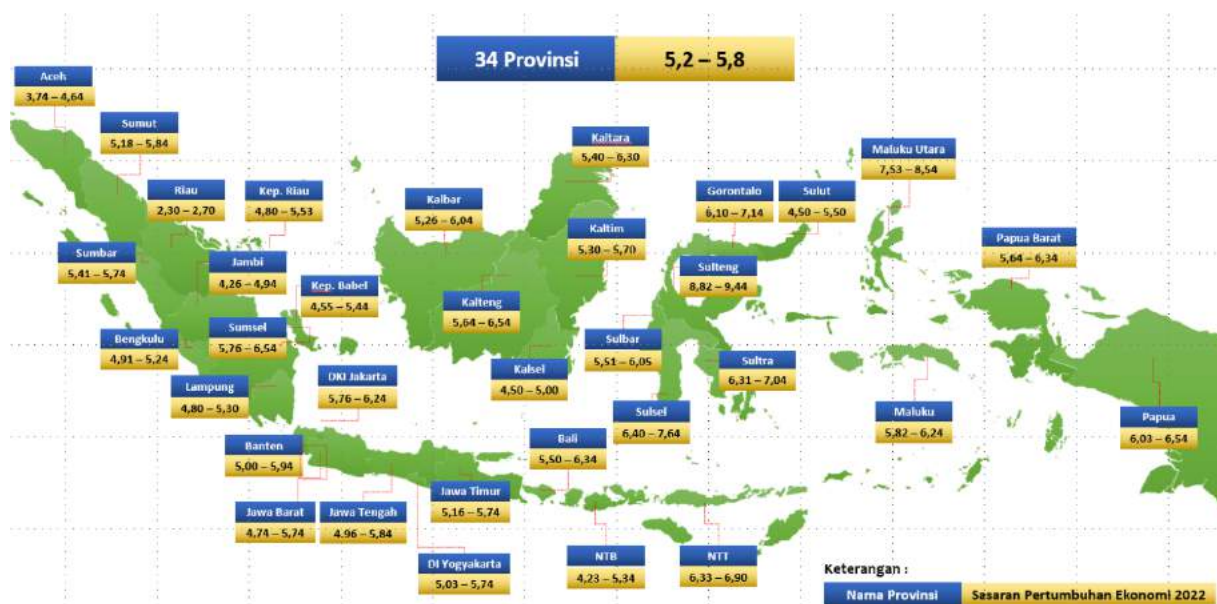 34 Provinsi 5,2 – 5,8
Aceh
3,74 – 4,64
Sumut
5,18 – 5,84
Riau
2,30 – 2,70
Kep. Riau
4,80 – 5,53
Sumbar
5,41 – 5,74
Jambi
4,26 – 4,94
Kep. Babel
4,55 – 5,44
Bengkulu
4,91 – 5,24
Sumsel
5,76 – 6,54
Lampung
4,80 – 5,30
DKI Jakarta
5,76 – 6,24
Banten
5,00 – 5,94
Jawa Barat
4,74 – 5,74
Jawa Tengah
4.96 – 5,84
DI Yogyakarta
5,03 – 5,74
Jawa Timur
5,16 – 5,74
Bali
5,50 – 6,34
NTB
4,23 – 5,34
NTT
6,33 – 6,90
Kalbar
5,26 – 6,04
Kaltara
5,40 – 6,30
Kaltim
5,30 – 5,70
Kalteng
5,64 – 6,54
Kalsel
4,50 – 5,00
Gorontalo
6,10 – 7,14
Sulut
4,50 – 5,50
Sulteng
8,82 – 9,44
Sulbar
5,51 – 6,05
Sultra
6,31 – 7,04
Sulsel
6,40 – 7,64
Maluku Utara
7,53 – 8,54
Maluku
5,82 – 6,24
Papua Barat
5,64 – 6,34
Papua
6,03 – 6,54
Keterangan :
Nama Provinsi Sasaran Pertumbuhan Ekonomi 2022